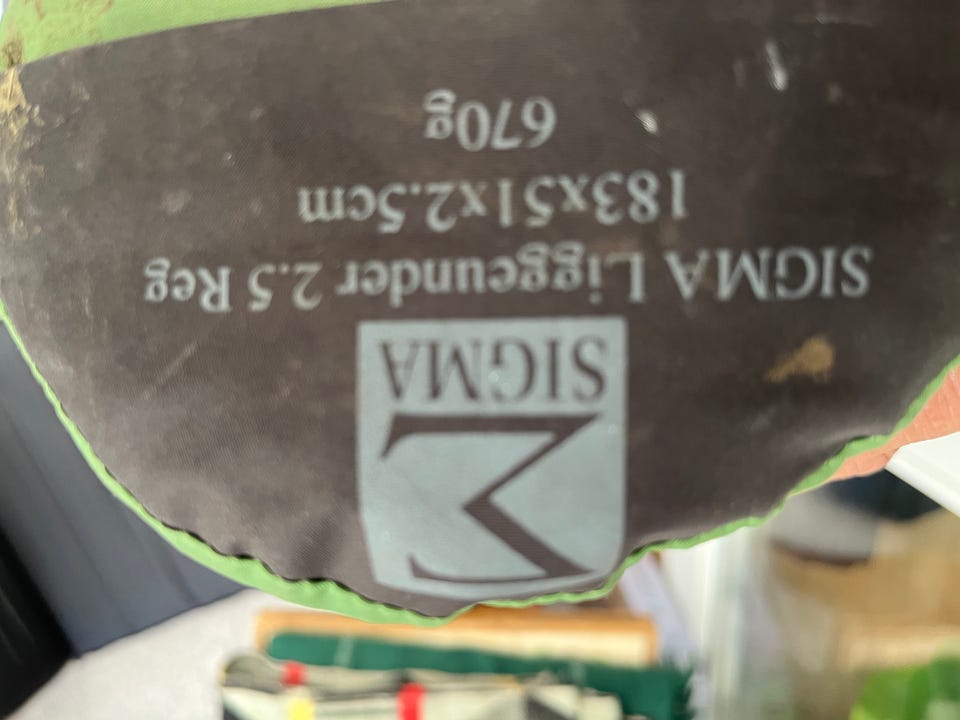 SIGMA
SIGMA Liggeunder 2.5 Reg
183x51x2.5cm
670g